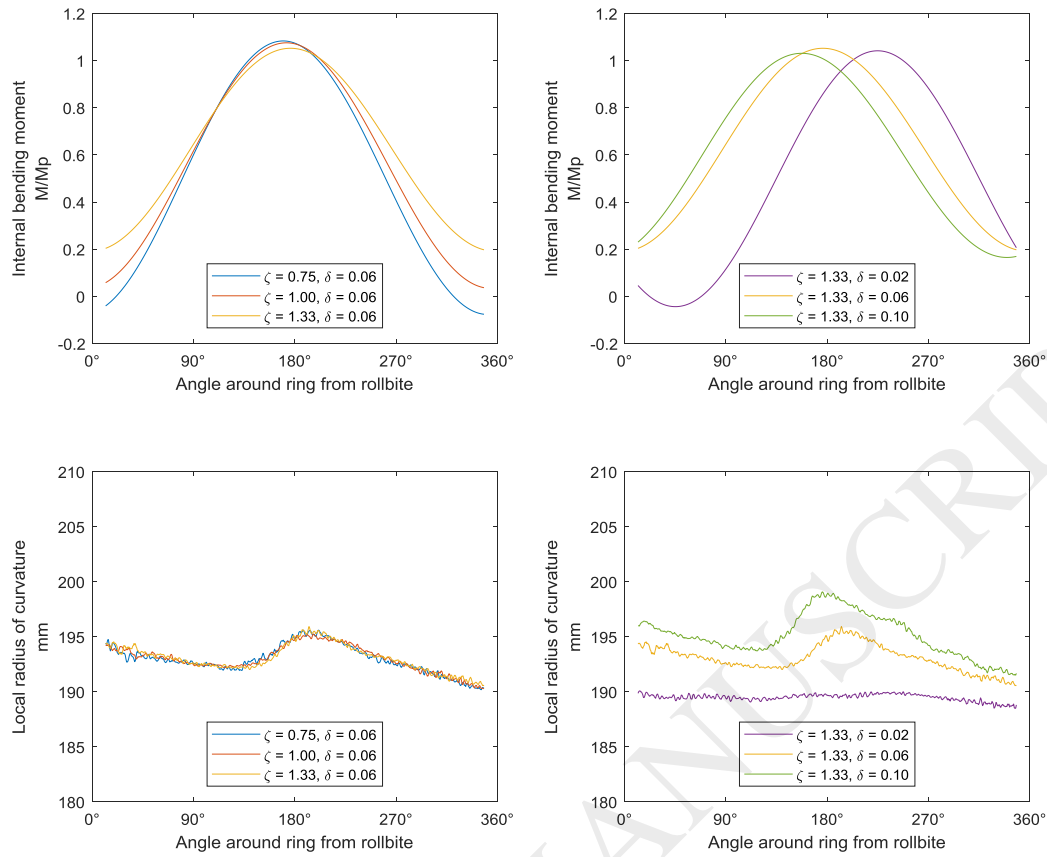 1.2
1
0.8
0.6
0.4
0.2
0
-0.2
Internal bending moment
M/Mp
ζ = 0.75, δ = 0.06
ζ = 1.00, δ = 0.06
ζ = 1.33, δ = 0.06
0° 90° 180° 270° 360°
Angle around ring from rollbite
1.2
1
0.8
0.6
0.4
0.2
0
-0.2
Internal bending moment
M/Mp
ζ = 1.33, δ = 0.02
ζ = 1.33, δ = 0.06
ζ = 1.33, δ = 0.10
0° 90° 180° 270° 360°
Angle around ring from rollbite
210
205
200
195
190
185
180
Local radius of curvature
mm
ζ = 0.75, δ = 0.06
ζ = 1.00, δ = 0.06
ζ = 1.33, δ = 0.06
0° 90° 180° 270° 360°
Angle around ring from rollbite
210
205
200
195
190
185
180
Local radius of curvature
mm
ζ = 1.33, δ = 0.02
ζ = 1.33, δ = 0.06
ζ = 1.33, δ = 0.10
0° 90° 180° 270° 360°
Angle around ring from rollbite
ANUSCRI